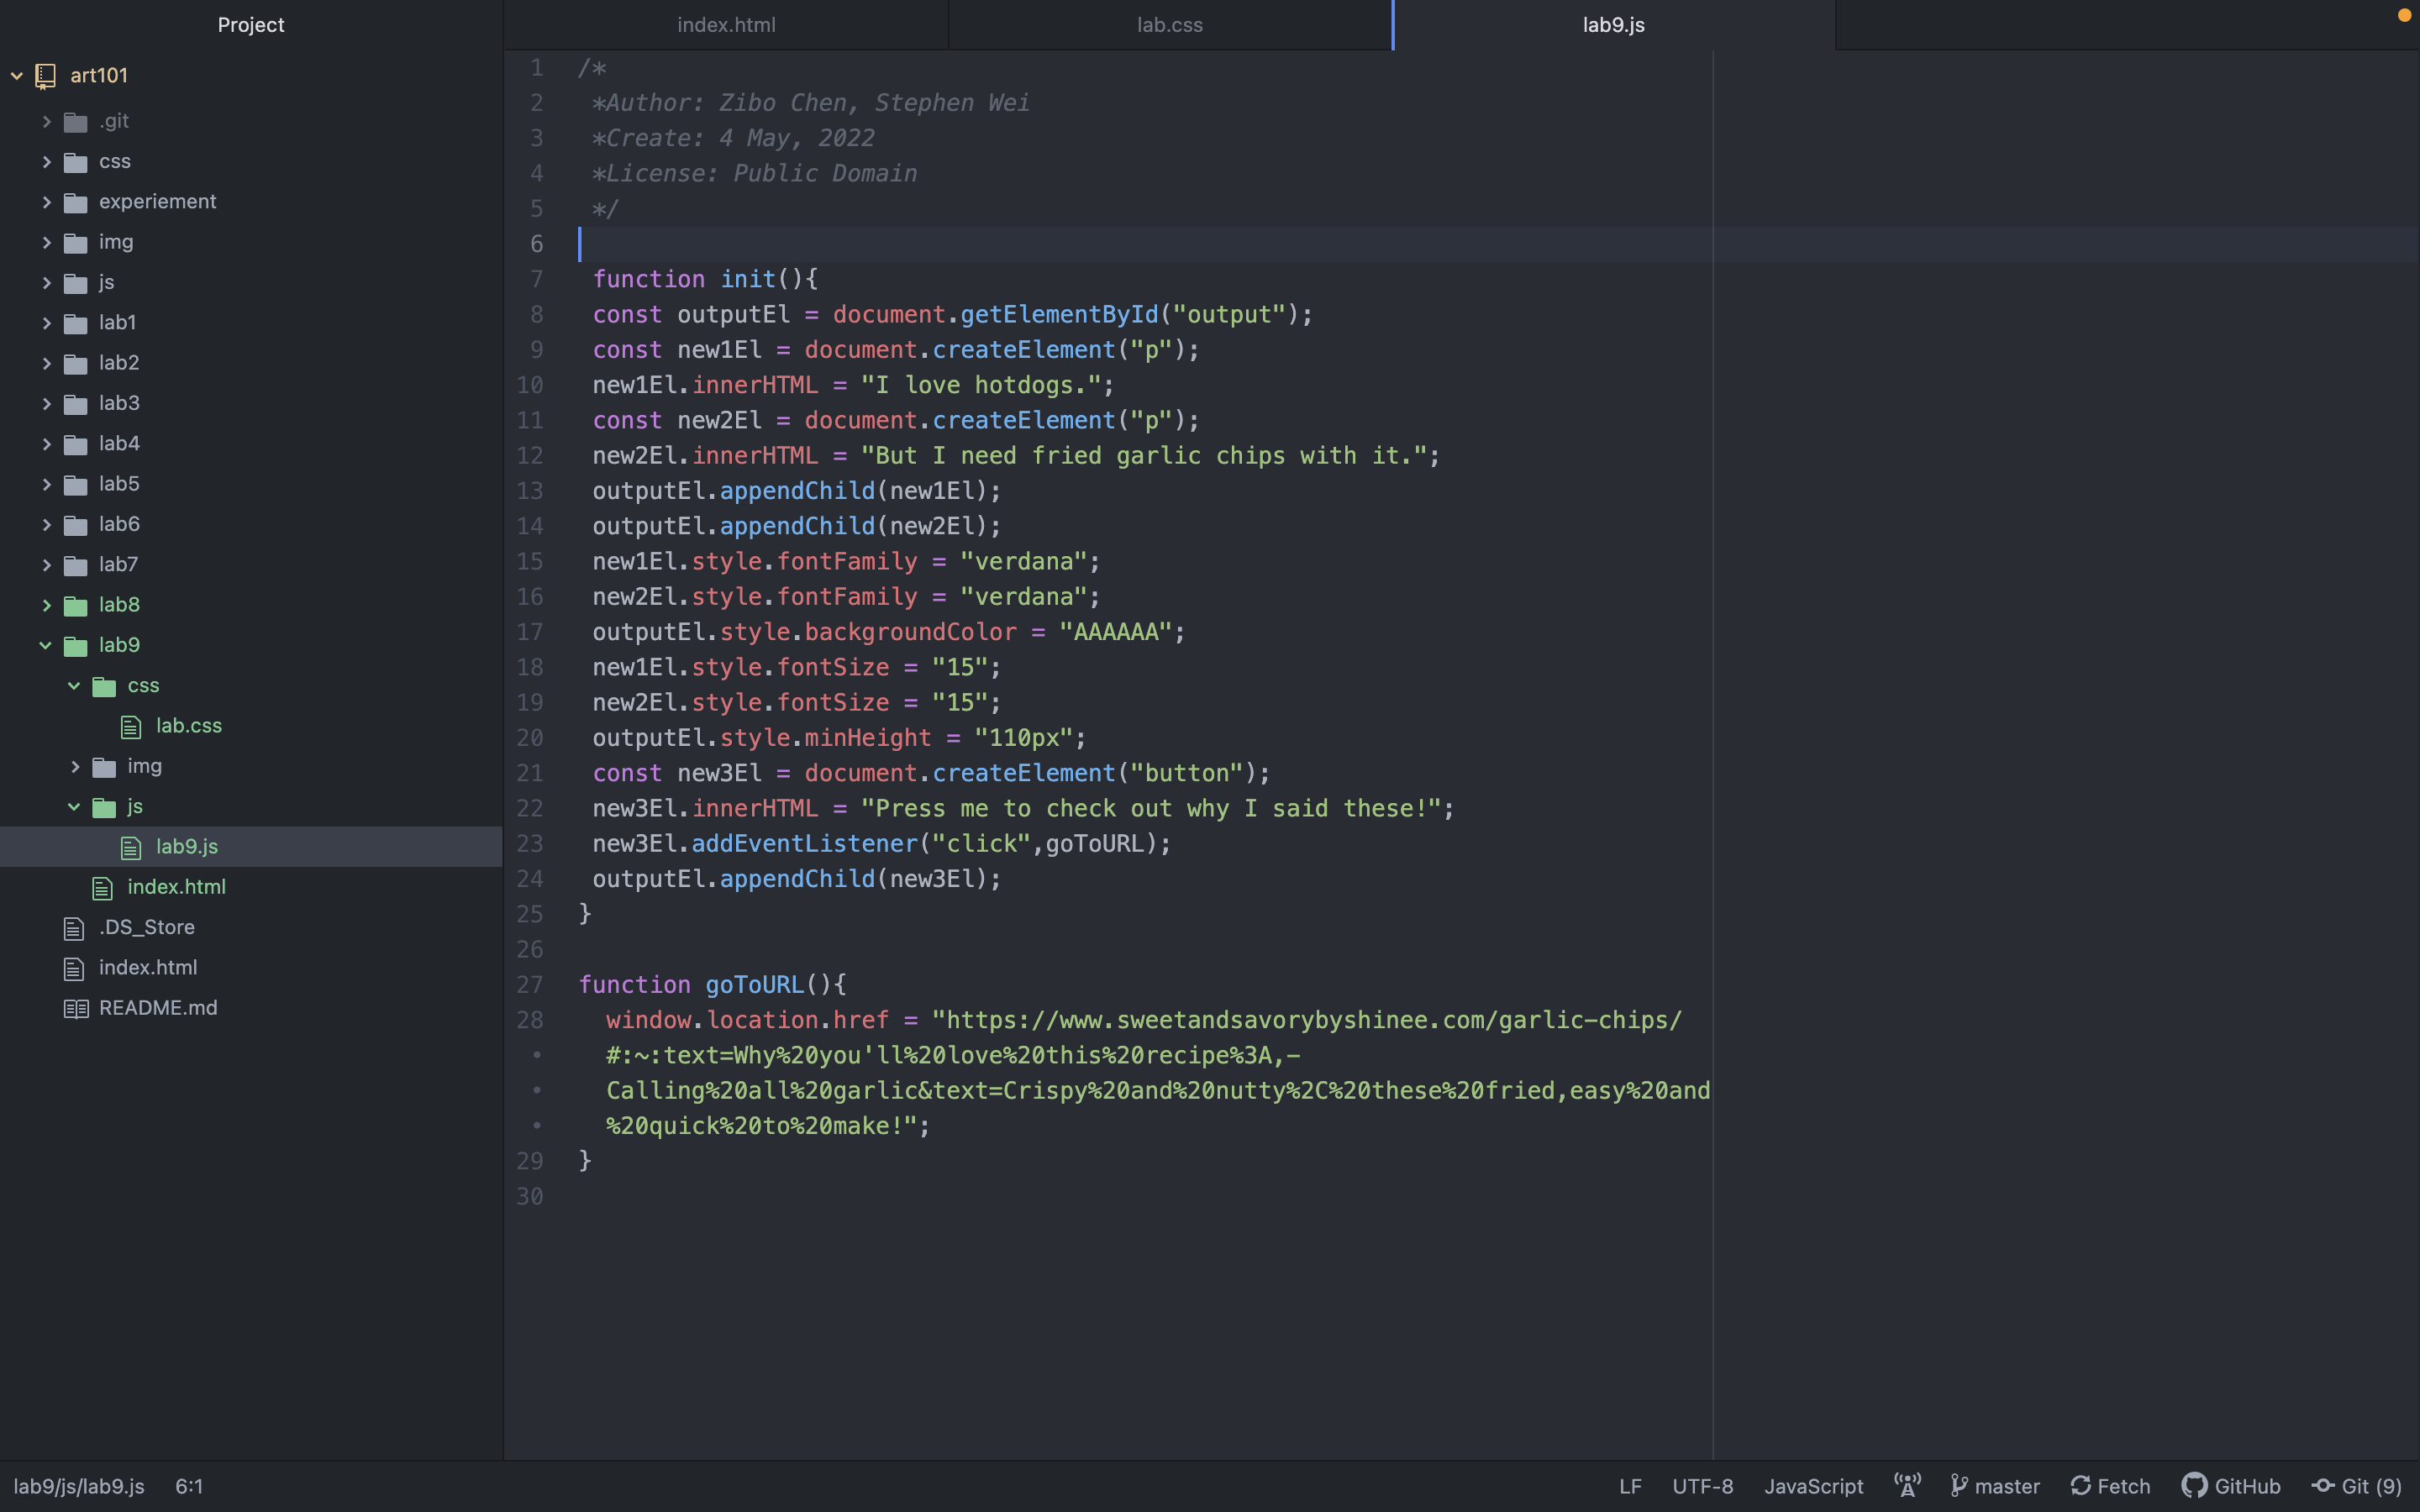 Project
art101
.git
css
experiement
img
js
lab1
lab2
lab3
lab4
lab5
lab6
lab7
lab8
lab9
css
lab.css
img
js
lab9.js
index.html
.DS_Store
index.html
README.md
index.html
lab.css
lab9.js
1 /*
2 *Author: Zibo Chen, Stephen Wei
3 *Create: 4 May, 2022
4 *License: Public Domain
5 */
6
7 function init(){
8 const outputEl = document.getElementById("output");
9 const new1El = document.createElement("p");
10 new1El.innerHTML = "I love hotdogs.";
11 const new2El = document.createElement("p");
12 new2El.innerHTML = "But I need fried garlic chips with it.";
13 outputEl.appendChild(new1El);
14 outputEl.appendChild(new2El);
15 new1El.style.fontFamily = "verdana";
16 new2El.style.fontFamily = "verdana";
17 outputEl.style.backgroundColor = "AAAAAA";
18 new1El.style.fontSize = "15";
19 new2El.style.fontSize = "15";
20 outputEl.style.minHeight = "110px";
21 const new3El = document.createElement("button");
22 new3El.innerHTML = "Press me to check out why I said these!";
23 new3El.addEventListener("click",goToURL);
24 outputEl.appendChild(new3El);
25 }
26
27 function goToURL(){
28 window.location.href = "https://www.sweetandsavorybyshinee.com/garlic-chips/
• #:~:text=Why%20you'll%20love%20this%20recipe%3A,-
• Calling%20all%20garlic&text=Crispy%20and%20nutty%2C%20these%20fried,easy%20and
• %20quick%20to%20make!";
29 }
30
lab9/js/lab9.js 6:1 LF UTF-8 JavaScript master Fetch GitHub Git (9)